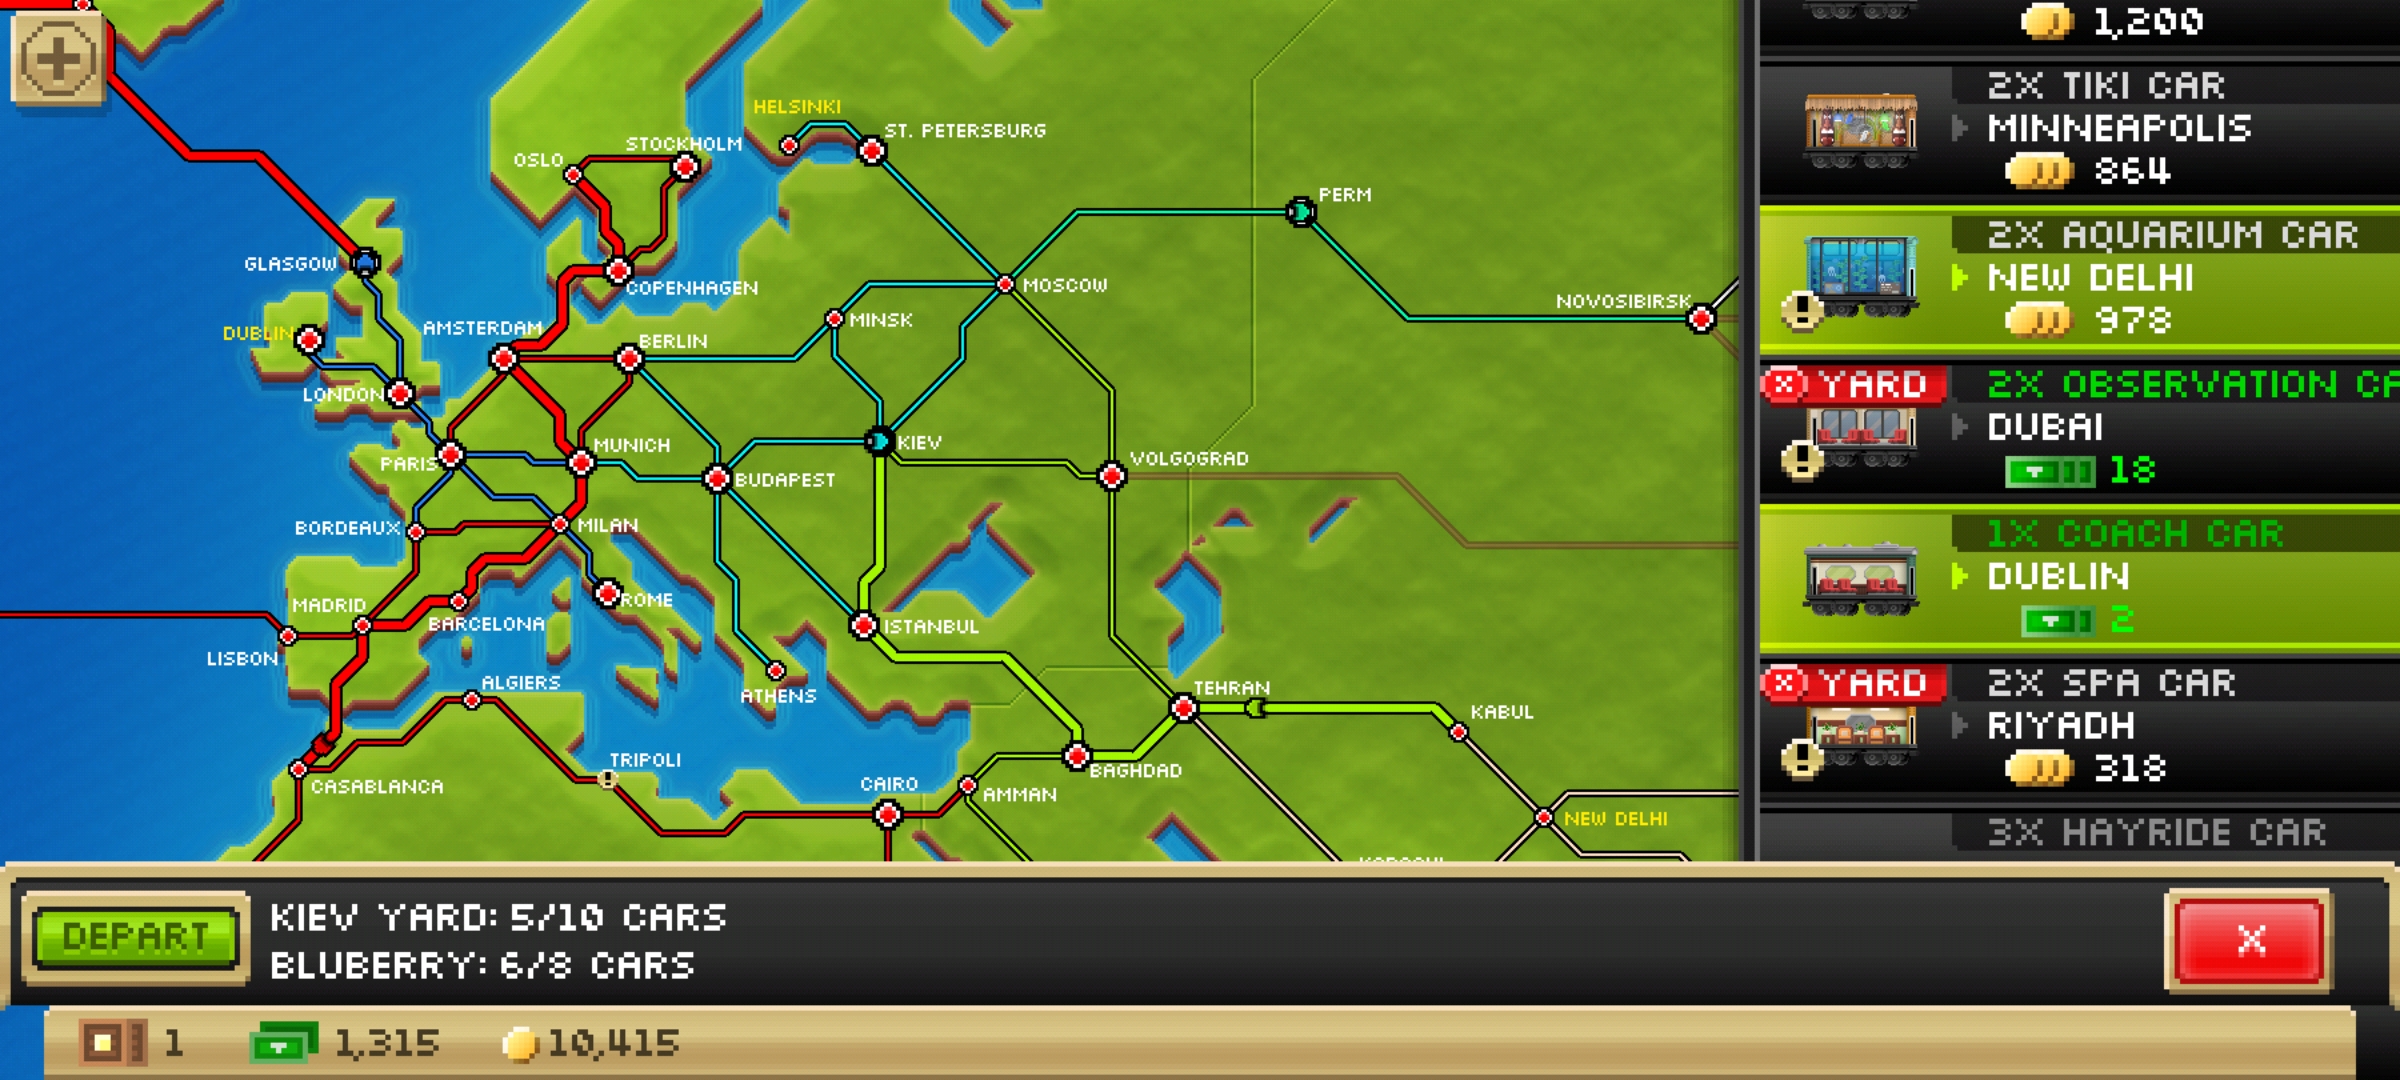 1,200
2X TIKI CAR
MINNEAPOLIS
864
2X AQUARIUM CAR
NEW DELHI
978
X YARD
2X OBSERVATION CA
DUBAI
18
1X COACH CAR
DUBLIN
2
X YARD
2X SPA CAR
RIYADH
318
3X HAYRIDE CAR
HELSINKI
ST. PETERSBURG
STOCKHOLM
OSLO
PERM
GLASGOW
COPENHAGEN
MOSCOW
NOVOSIBIRSK
DUBLIN
AMSTERDAM
BERLIN
MINSK
LONDON
MUNICH
KIEV
PARIS
BUDAPEST
VOLGOGRAD
BORDEAUX
MILAN
MADRID
BARCELONA
ROME
ISTANBUL
LISBON
ALGIERS
ATHENS
TEHRAN
KABUL
TRIPOLI
CASABLANCA
CAIRO
AMMAN
BAGHDAD
NEW DELHI
DEPART
KIEV YARD: 5/10 CARS
BLUBERRY: 6/8 CARS
X
1
1,315
10,415